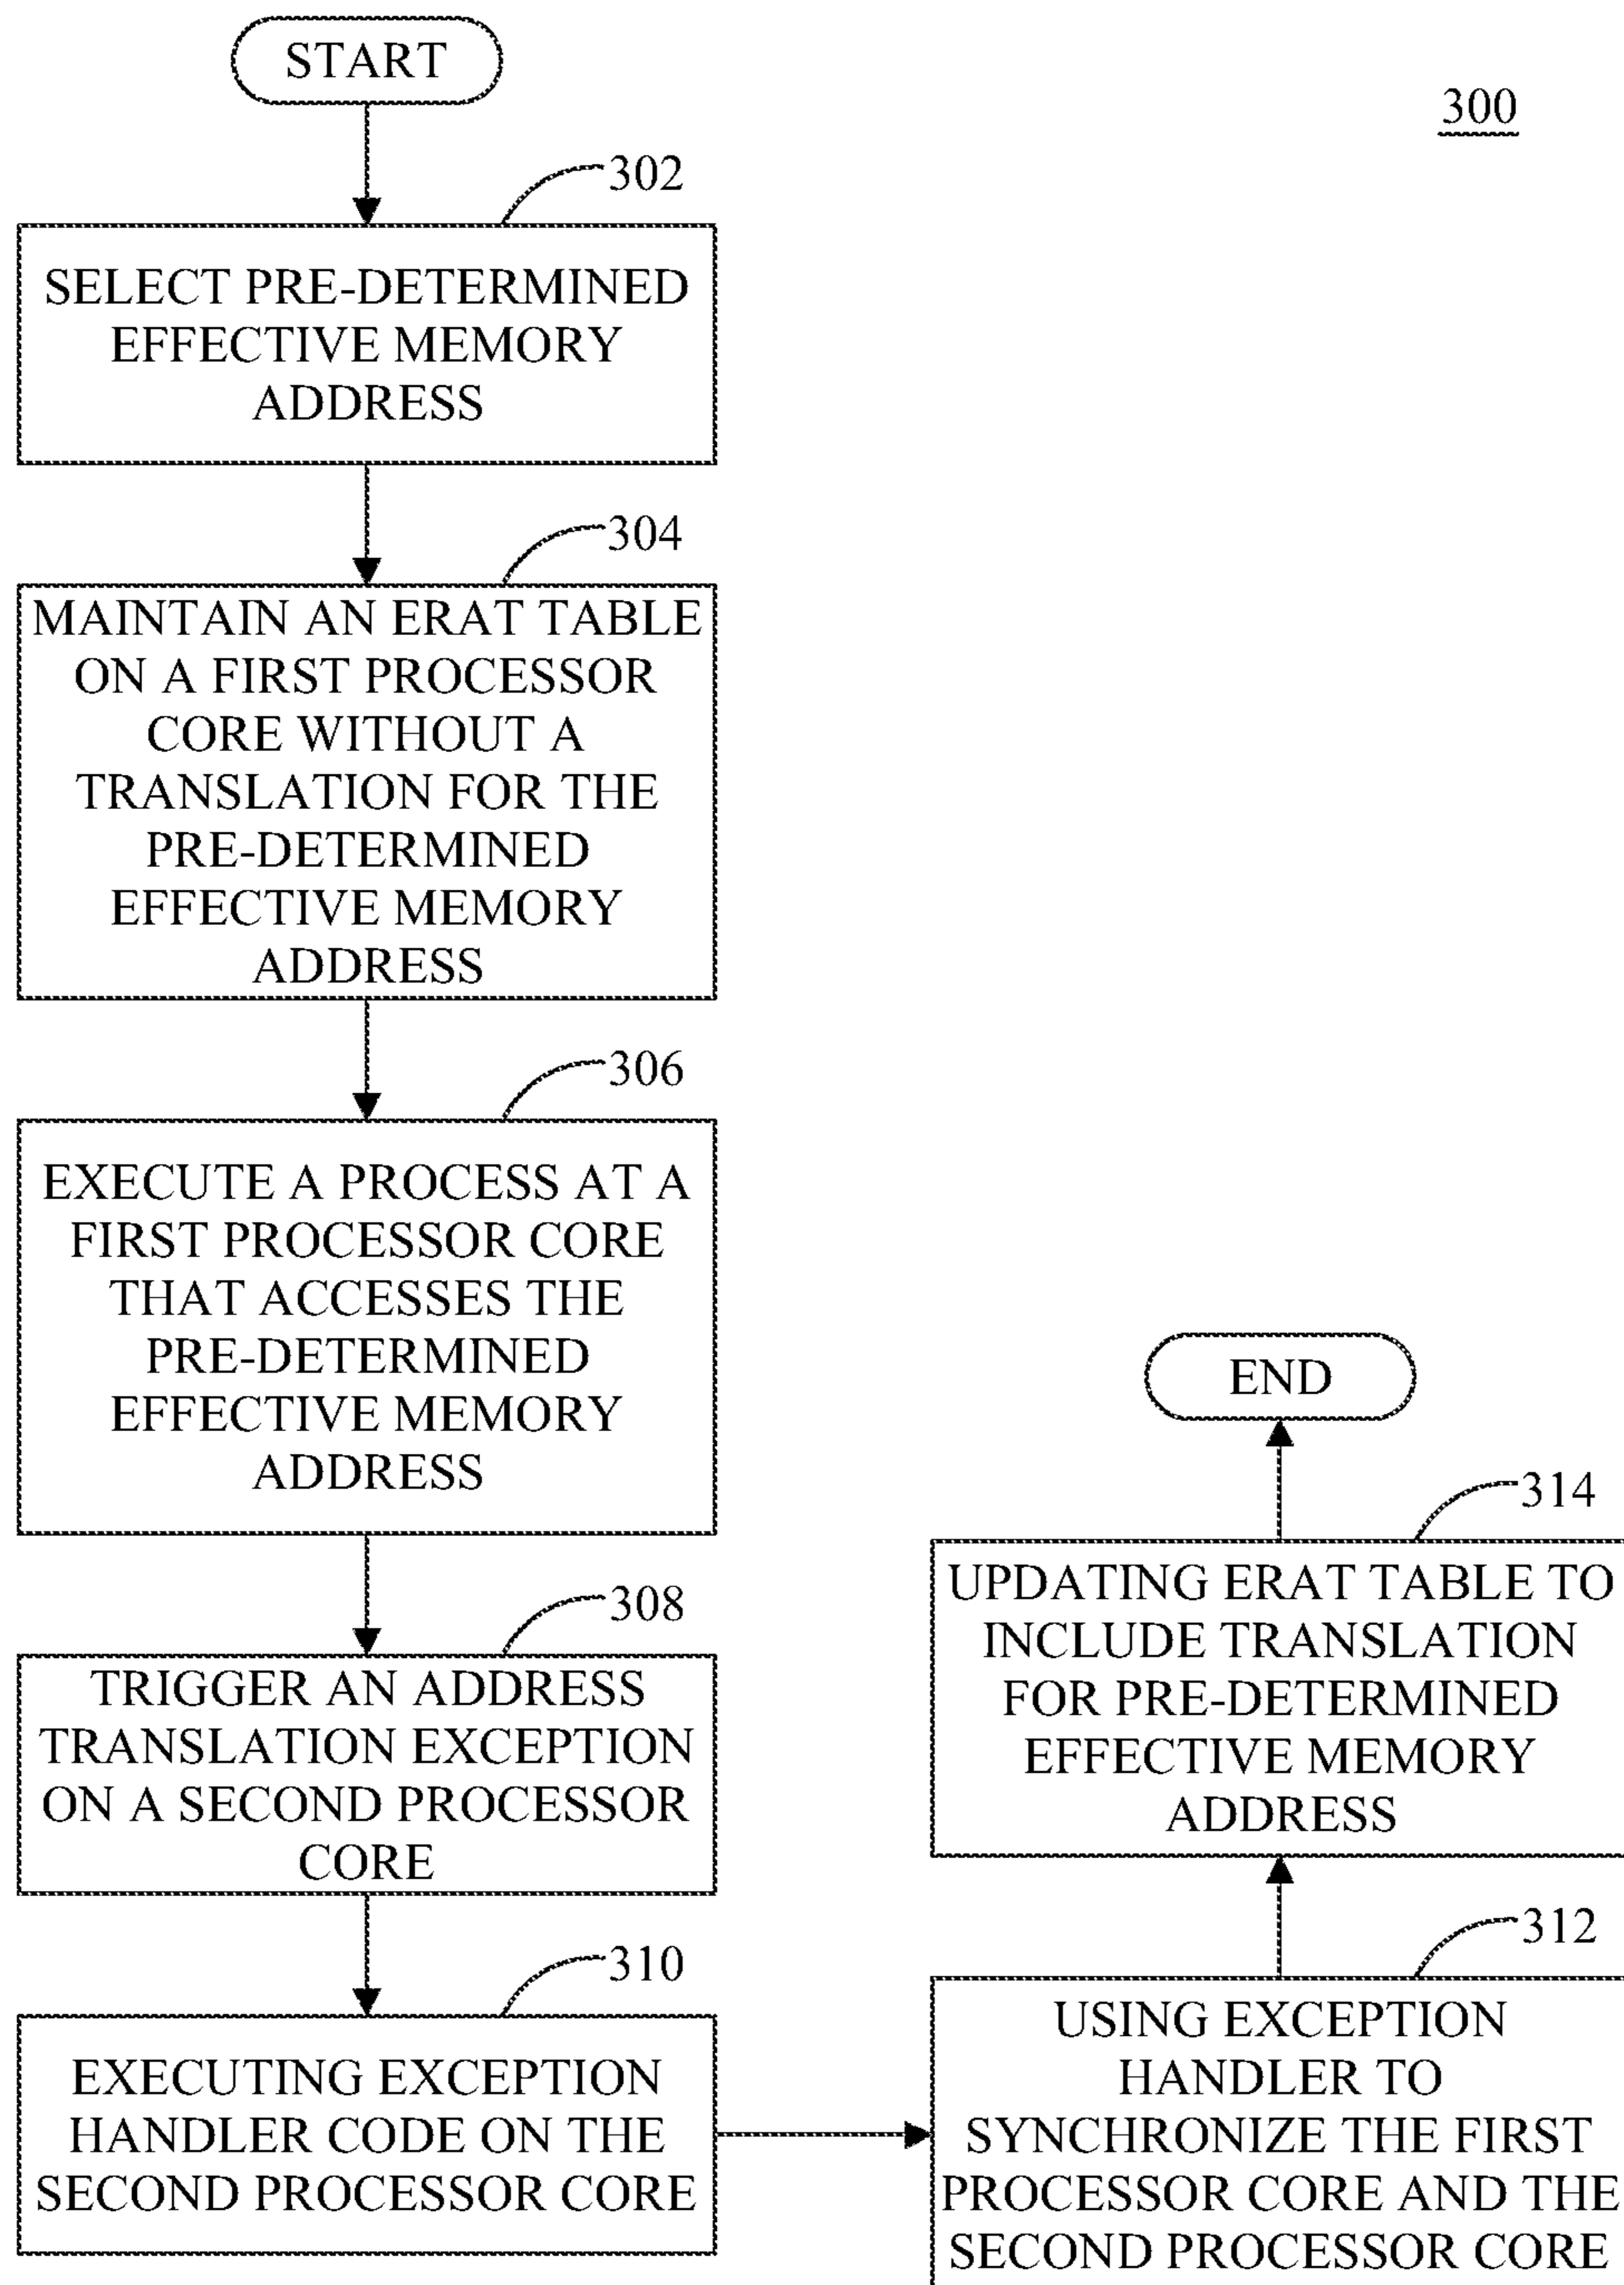 START
300
302
SELECT PRE-DETERMINED
EFFECTIVE MEMORY
ADDRESS
304
MAINTAIN AN ERAT TABLE
ON A FIRST PROCESSOR
CORE WITHOUT A
TRANSLATION FOR THE
PRE-DETERMINED
EFFECTIVE MEMORY
ADDRESS
306
EXECUTE A PROCESS AT A
FIRST PROCESSOR CORE
THAT ACCESSES THE
PRE-DETERMINED
EFFECTIVE MEMORY
ADDRESS
308
TRIGGER AN ADDRESS
TRANSLATION EXCEPTION
ON A SECOND PROCESSOR
CORE
310
EXECUTING EXCEPTION
HANDLER CODE ON THE
SECOND PROCESSOR CORE
312
USING EXCEPTION
HANDLER TO
SYNCHRONIZE THE FIRST
PROCESSOR CORE AND THE
SECOND PROCESSOR CORE
314
UPDATING ERAT TABLE TO
INCLUDE TRANSLATION
FOR PRE-DETERMINED
EFFECTIVE MEMORY
ADDRESS
END